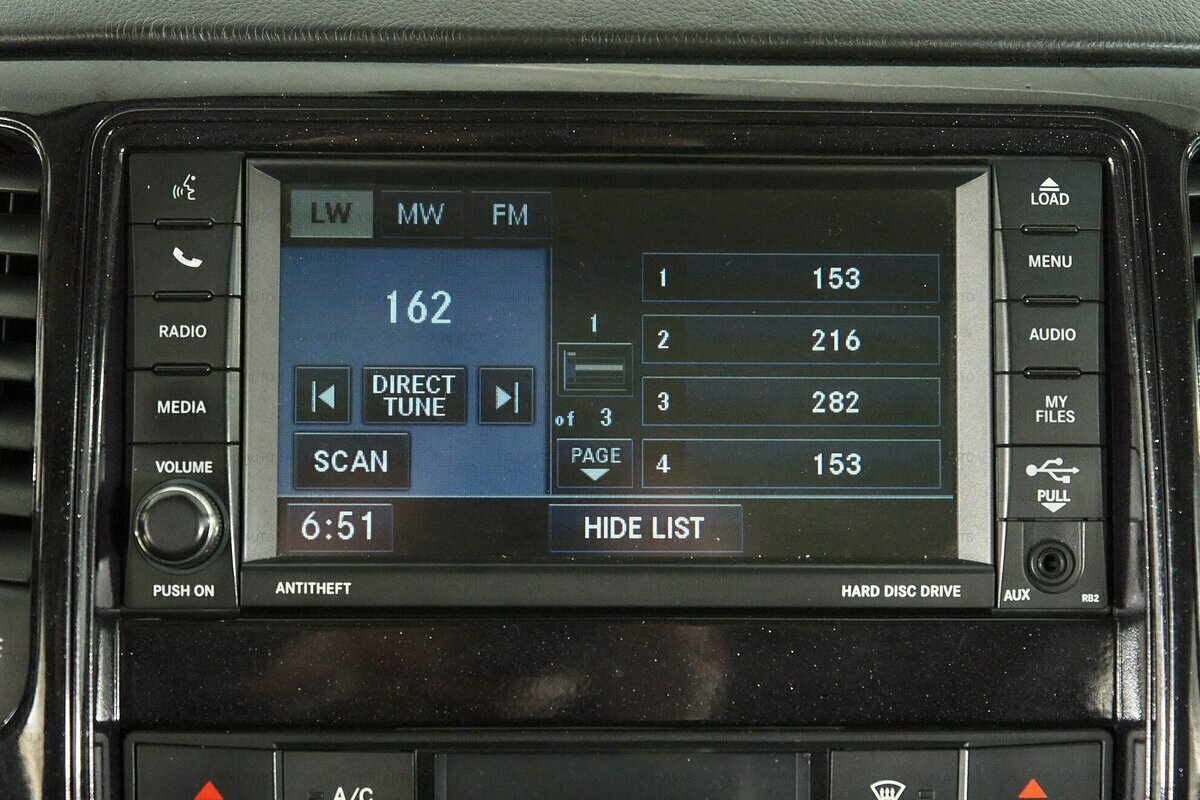 LW MW FM
162
DIRECT
TUNE
SCAN
6:51
1
of 3
PAGE
1 153
2 216
3 282
4 153
HIDE LIST
RADIO
MEDIA
VOLUME
PUSH ON
ANTITHEFT
HARD DISC DRIVE
LOAD
MENU
AUDIO
MY
FILES
PULL
AUX
RB2
A/C